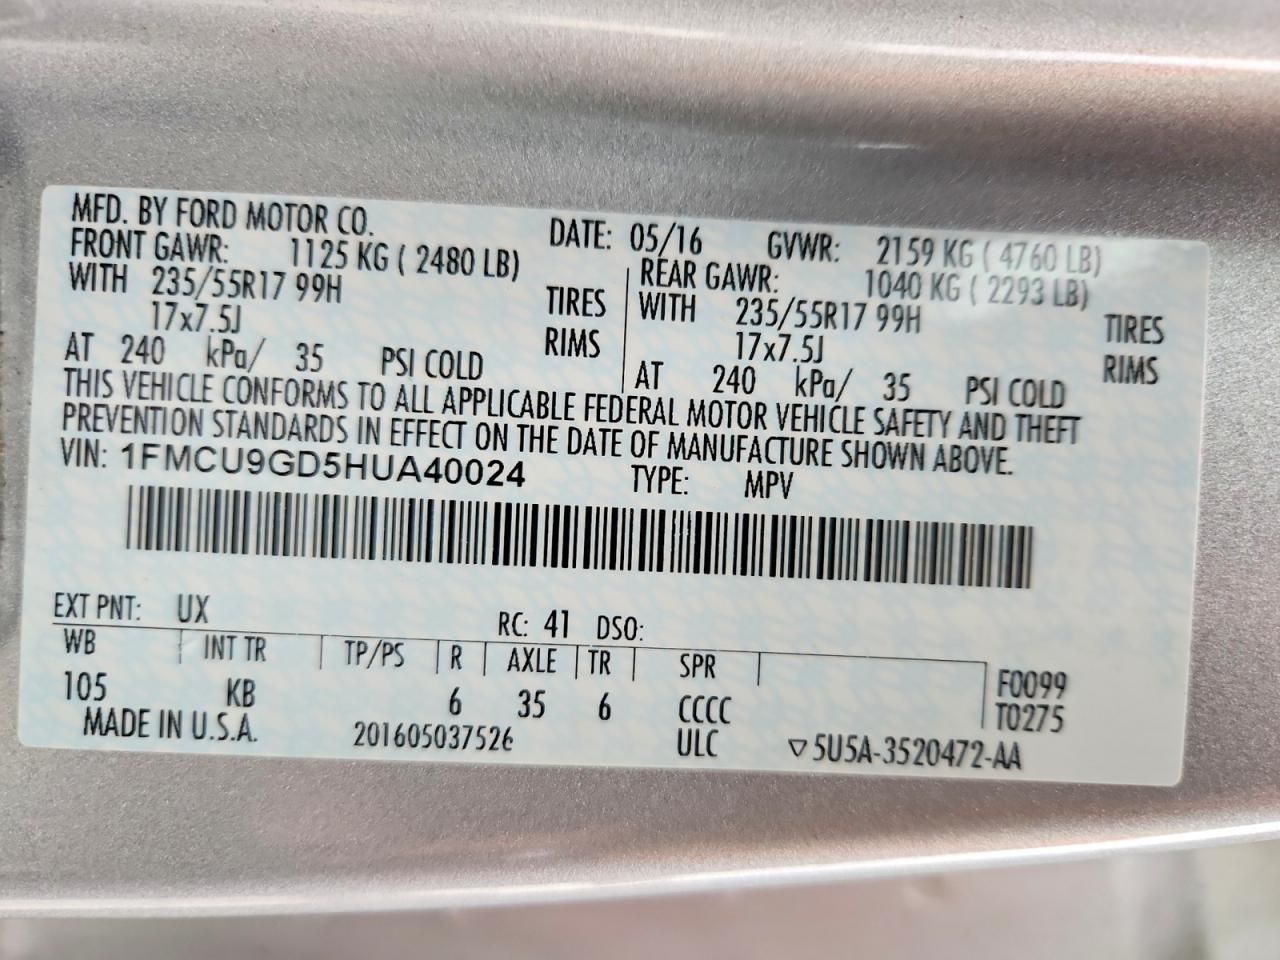 MFD. BY FORD MOTOR CO. DATE: 05/16 GVWR: 2159 KG ( 4760 LB)
FRONT GAWR: 1125 KG ( 2480 LB) REAR GAWR: 1040 KG ( 2293 LB)
WITH 235/55R17 99H TIRES WITH 235/55R17 99H TIRES
17x7.5J RIMS 17x7.5J RIMS
AT 240 kPa/ 35 PSI COLD AT 240 kPa/ 35 PSI COLD
THIS VEHICLE CONFORMS TO ALL APPLICABLE FEDERAL MOTOR VEHICLE SAFETY AND THEFT
PREVENTION STANDARDS IN EFFECT ON THE DATE OF MANUFACTURE SHOWN ABOVE.
VIN: 1FMCU9GD5HUA40024 TYPE: MPV
EXT PNT: UX RC: 41 DSO:
WB INT TR TP/PS R AXLE TR SPR F0099
105 KB 6 35 6 CCCC T0275
MADE IN U.S.A. 201605037526 ULC ▽5U5A-3520472-AA